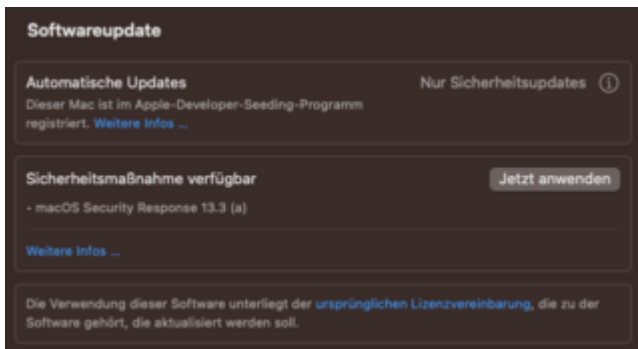 Softwareupdate
Automatische Updates
Nur Sicherheitsupdates
Dieser Mac ist im Apple-Developer-Seeding-Programm
registriert. Weitere Infos ...
Sicherheitsmaßnahme verfügbar
Jetzt anwenden
- macOS Security Response 13.3 (a)
Weitere Infos ...
Die Verwendung dieser Software unterliegt der ursprünglichen Lizenzvereinbarung, die zu der
Software gehört, die aktualisiert werden soll.